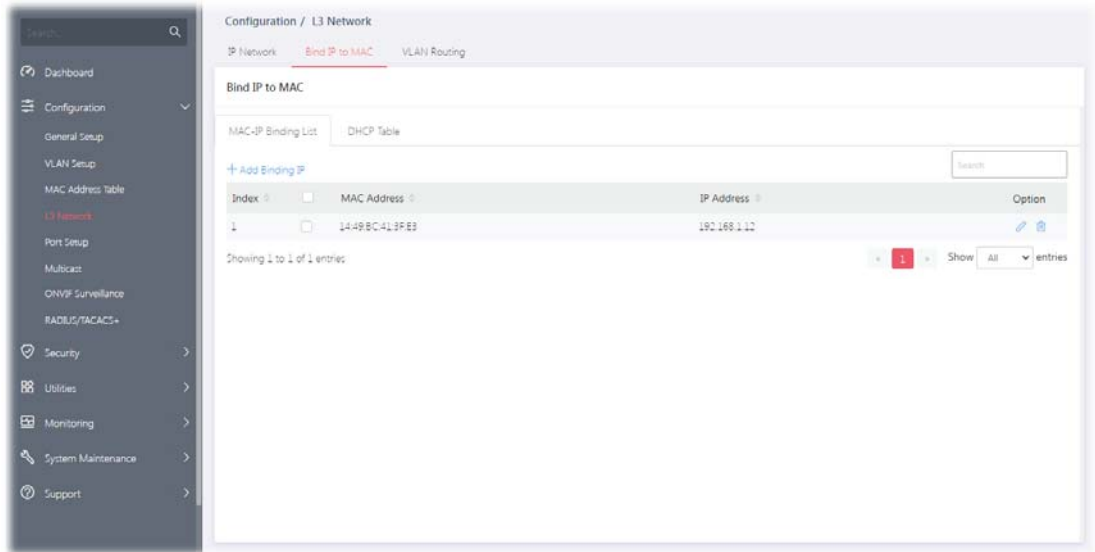 Search...
Dashboard
Configuration
General Setup
VLAN Setup
MAC Address Table
L3 Network
Port Setup
Multicast
ONVIF Surveillance
RADIUS/TACACS+
Security
Utilities
Monitoring
System Maintenance
Support
Configuration / L3 Network
IP Network Bind IP to MAC VLAN Routing
Bind IP to MAC
MAC-IP Binding List DHCP Table
+ Add Binding IP Search
Index MAC Address IP Address Option
1 14:49:BC:41:3F:E3 192.168.1.12
Showing 1 to 1 of 1 entries « 1 » Show All entries